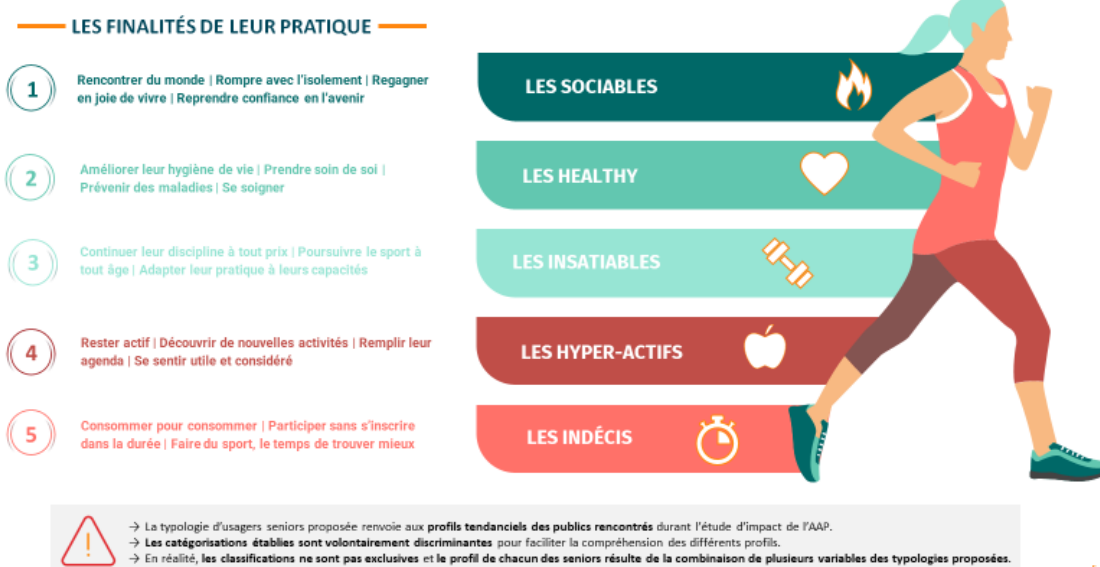 LES FINALITÉS DE LEUR PRATIQUE
1
Rencontrer du monde | Rompre avec l'isolement | Regagner
en joie de vivre | Reprendre confiance en l'avenir
LES SOCIABLES
2
Améliorer leur hygiène de vie | Prendre soin de soi |
Prévenir des maladies | Se soigner
LES HEALTHY
3
Continuer leur discipline à tout prix | Poursuivre le sport à
tout âge | Adapter leur pratique à leurs capacités
LES INSATIABLES
4
Rester actif | Découvrir de nouvelles activités | Remplir leur
agenda | Se sentir utile et considéré
LES HYPER-ACTIFS
5
Consommer pour consommer | Participer sans s'inscrire
dans la durée | Faire du sport, le temps de trouver mieux
LES INDÉCIS
→ La typologie d'usagers seniors proposée renvoie aux profils tendanciels des publics rencontrés durant l'étude d'impact de l'AAP.
→ Les catégorisations établies sont volontairement discriminantes pour faciliter la compréhension des différents profils.
→ En réalité, les classifications ne sont pas exclusives et le profil de chacun des seniors résulte de la combinaison de plusieurs variables des typologies proposées.